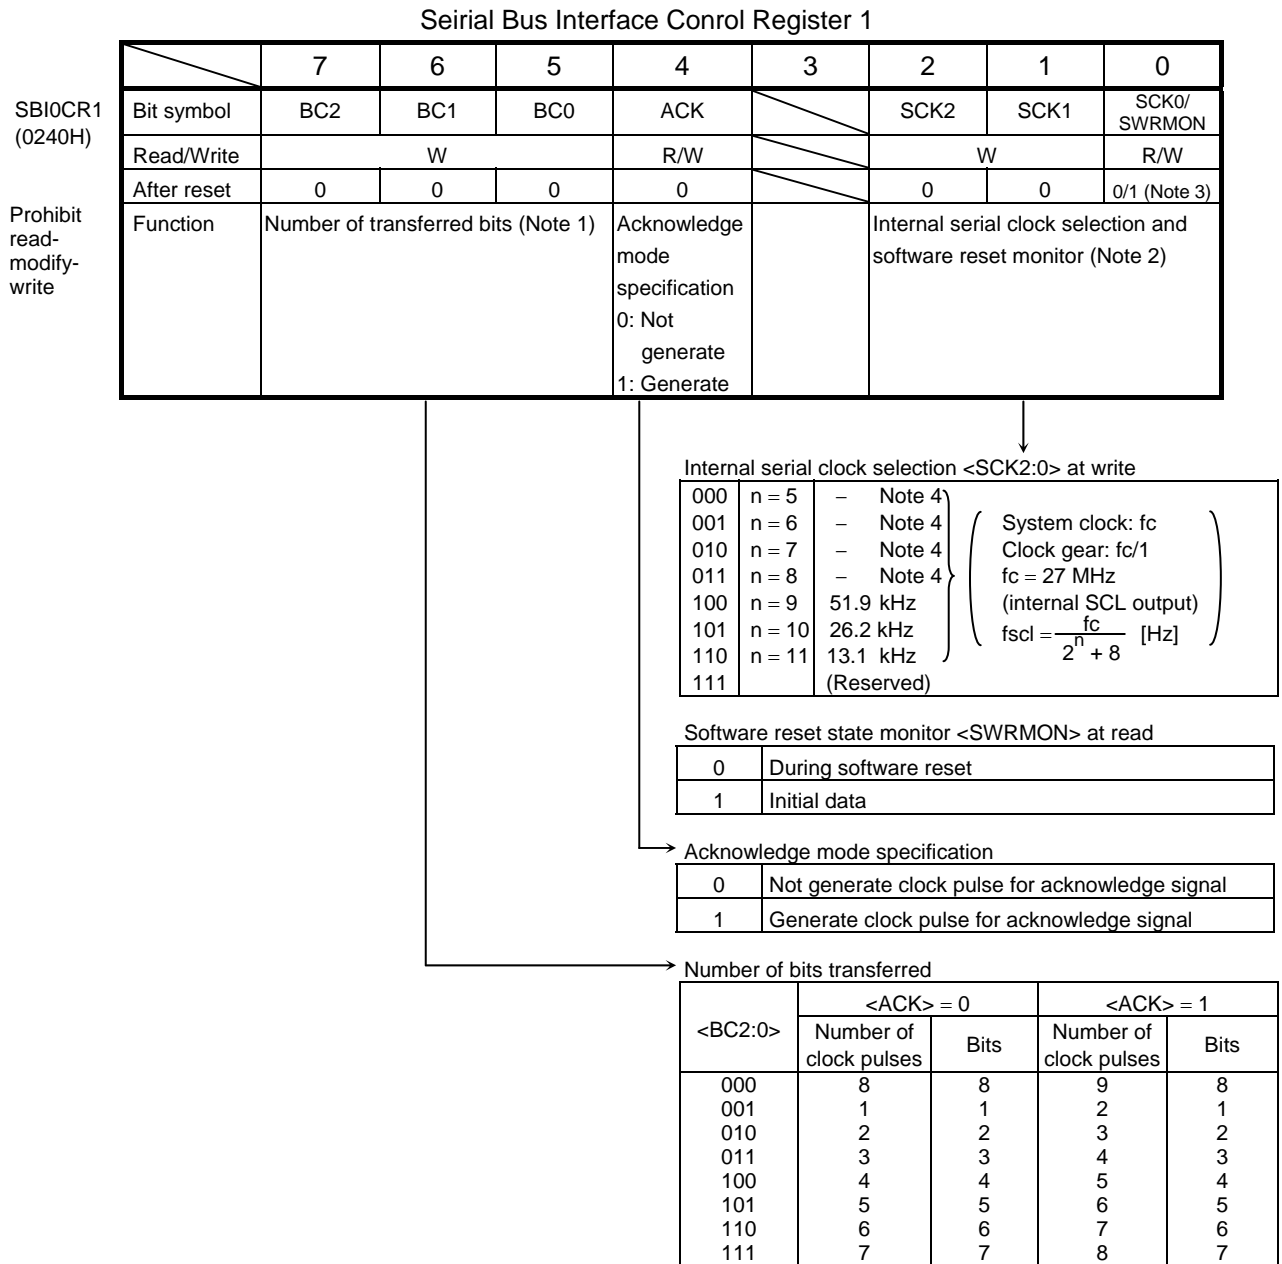 Seirial Bus Interface Conrol Register 1
7 6 5 4 3 2 1 0
SBI0CR1
(0240H)
Bit symbol BC2 BC1 BC0 ACK SCK2 SCK1 SCK0/
SWRMON
Read/Write W R/W W R/W
After reset 0 0 0 0 0 0 0/1 (Note 3)
Prohibit
read-
modify-
write
Function Number of transferred bits (Note 1) Acknowledge
mode
specification
0: Not
generate
1: Generate
Internal serial clock selection and
software reset monitor (Note 2)
Internal serial clock selection <SCK2:0> at write
000 n = 5 − Note 4
001 n = 6 − Note 4
010 n = 7 − Note 4
011 n = 8 − Note 4
100 n = 9 51.9 kHz
101 n = 10 26.2 kHz
110 n = 11 13.1 kHz
111 (Reserved)
System clock: fc
Clock gear: fc/1
fc = 27 MHz
(internal SCL output)
fscl = fc / 2^n + 8 [Hz]
Software reset state monitor <SWRMON> at read
0 During software reset
1 Initial data
Acknowledge mode specification
0 Not generate clock pulse for acknowledge signal
1 Generate clock pulse for acknowledge signal
Number of bits transferred
<BC2:0> <ACK> = 0 <ACK> = 1
Number of
clock pulses Bits Number of
clock pulses Bits
000 8 8 9 8
001 1 1 2 1
010 2 2 3 2
011 3 3 4 3
100 4 4 5 4
101 5 5 6 5
110 6 6 7 6
111 7 7 8 7